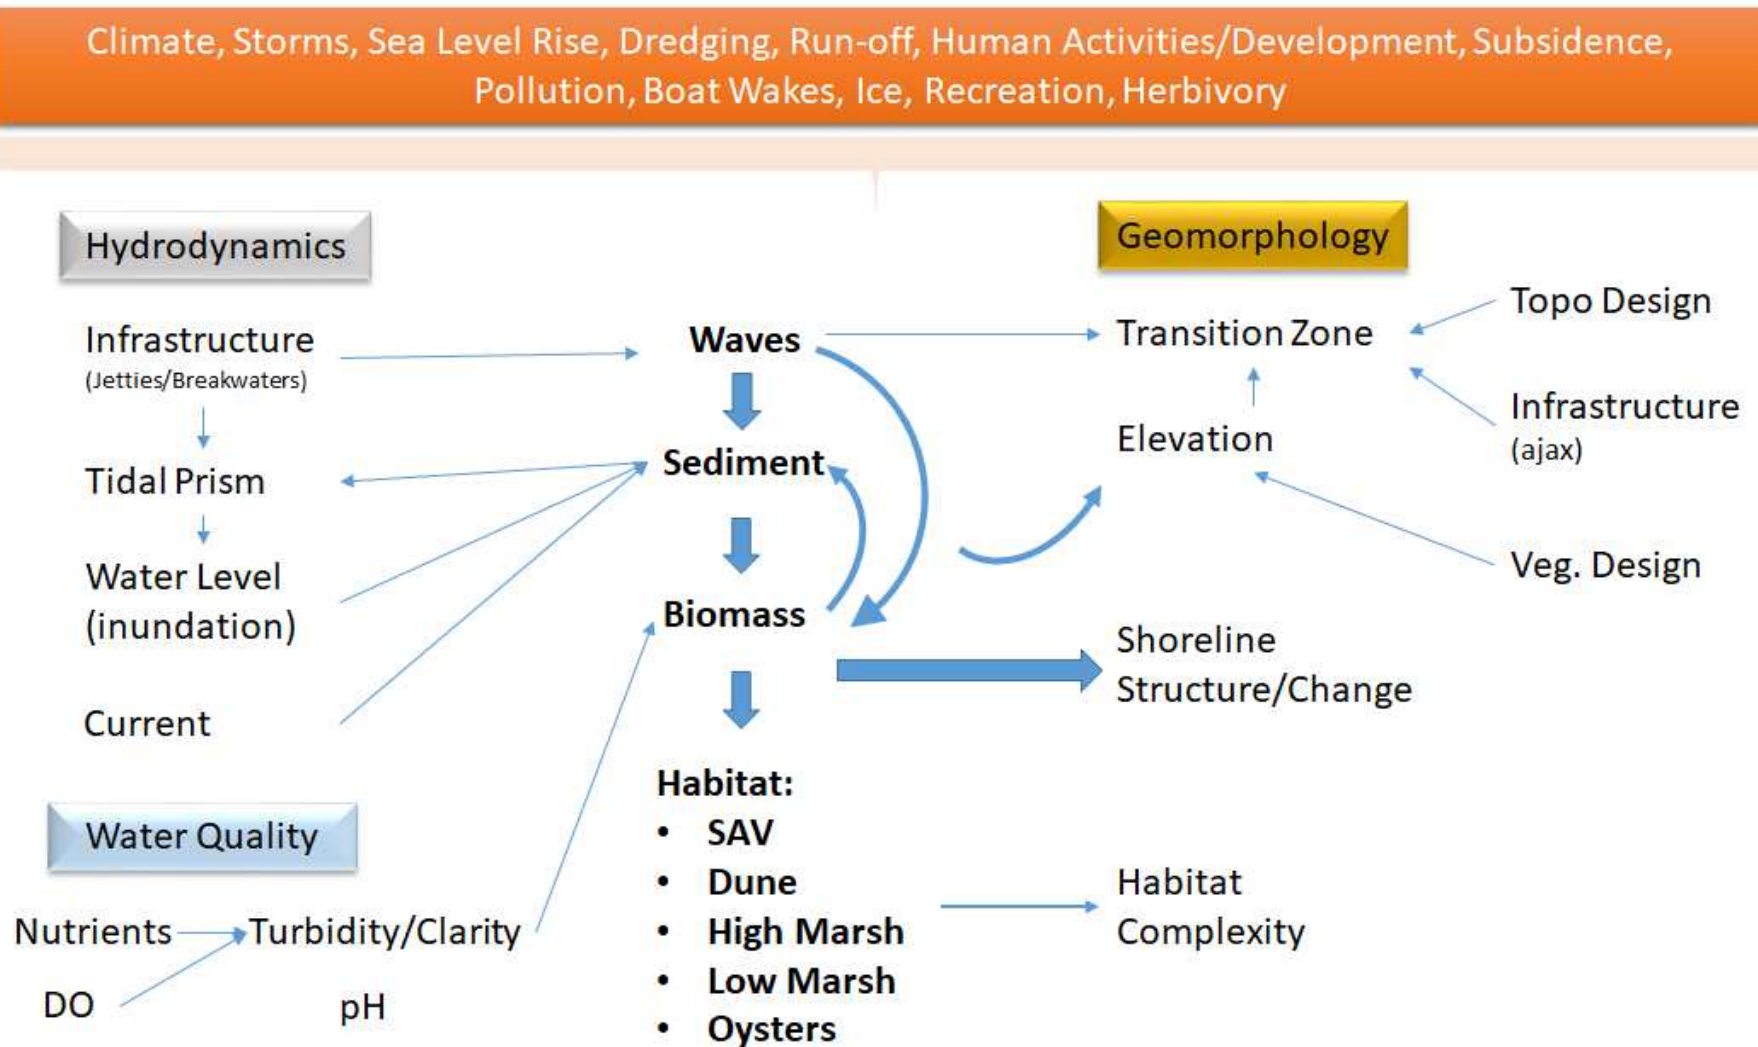 Climate, Storms, Sea Level Rise, Dredging, Run-off, Human Activities/Development, Subsidence,
Pollution, Boat Wakes, Ice, Recreation, Herbivory
Hydrodynamics
Infrastructure
(Jetties/Breakwaters)
Tidal Prism
Water Level
(inundation)
Current
Water Quality
Nutrients
Turbidity/Clarity
DO
pH
Waves
Sediment
Biomass
Habitat:
• SAV
• Dune
• High Marsh
• Low Marsh
• Oysters
Geomorphology
Transition Zone
Elevation
Shoreline
Structure/Change
Habitat
Complexity
Topo Design
Infrastructure
(ajax)
Veg. Design